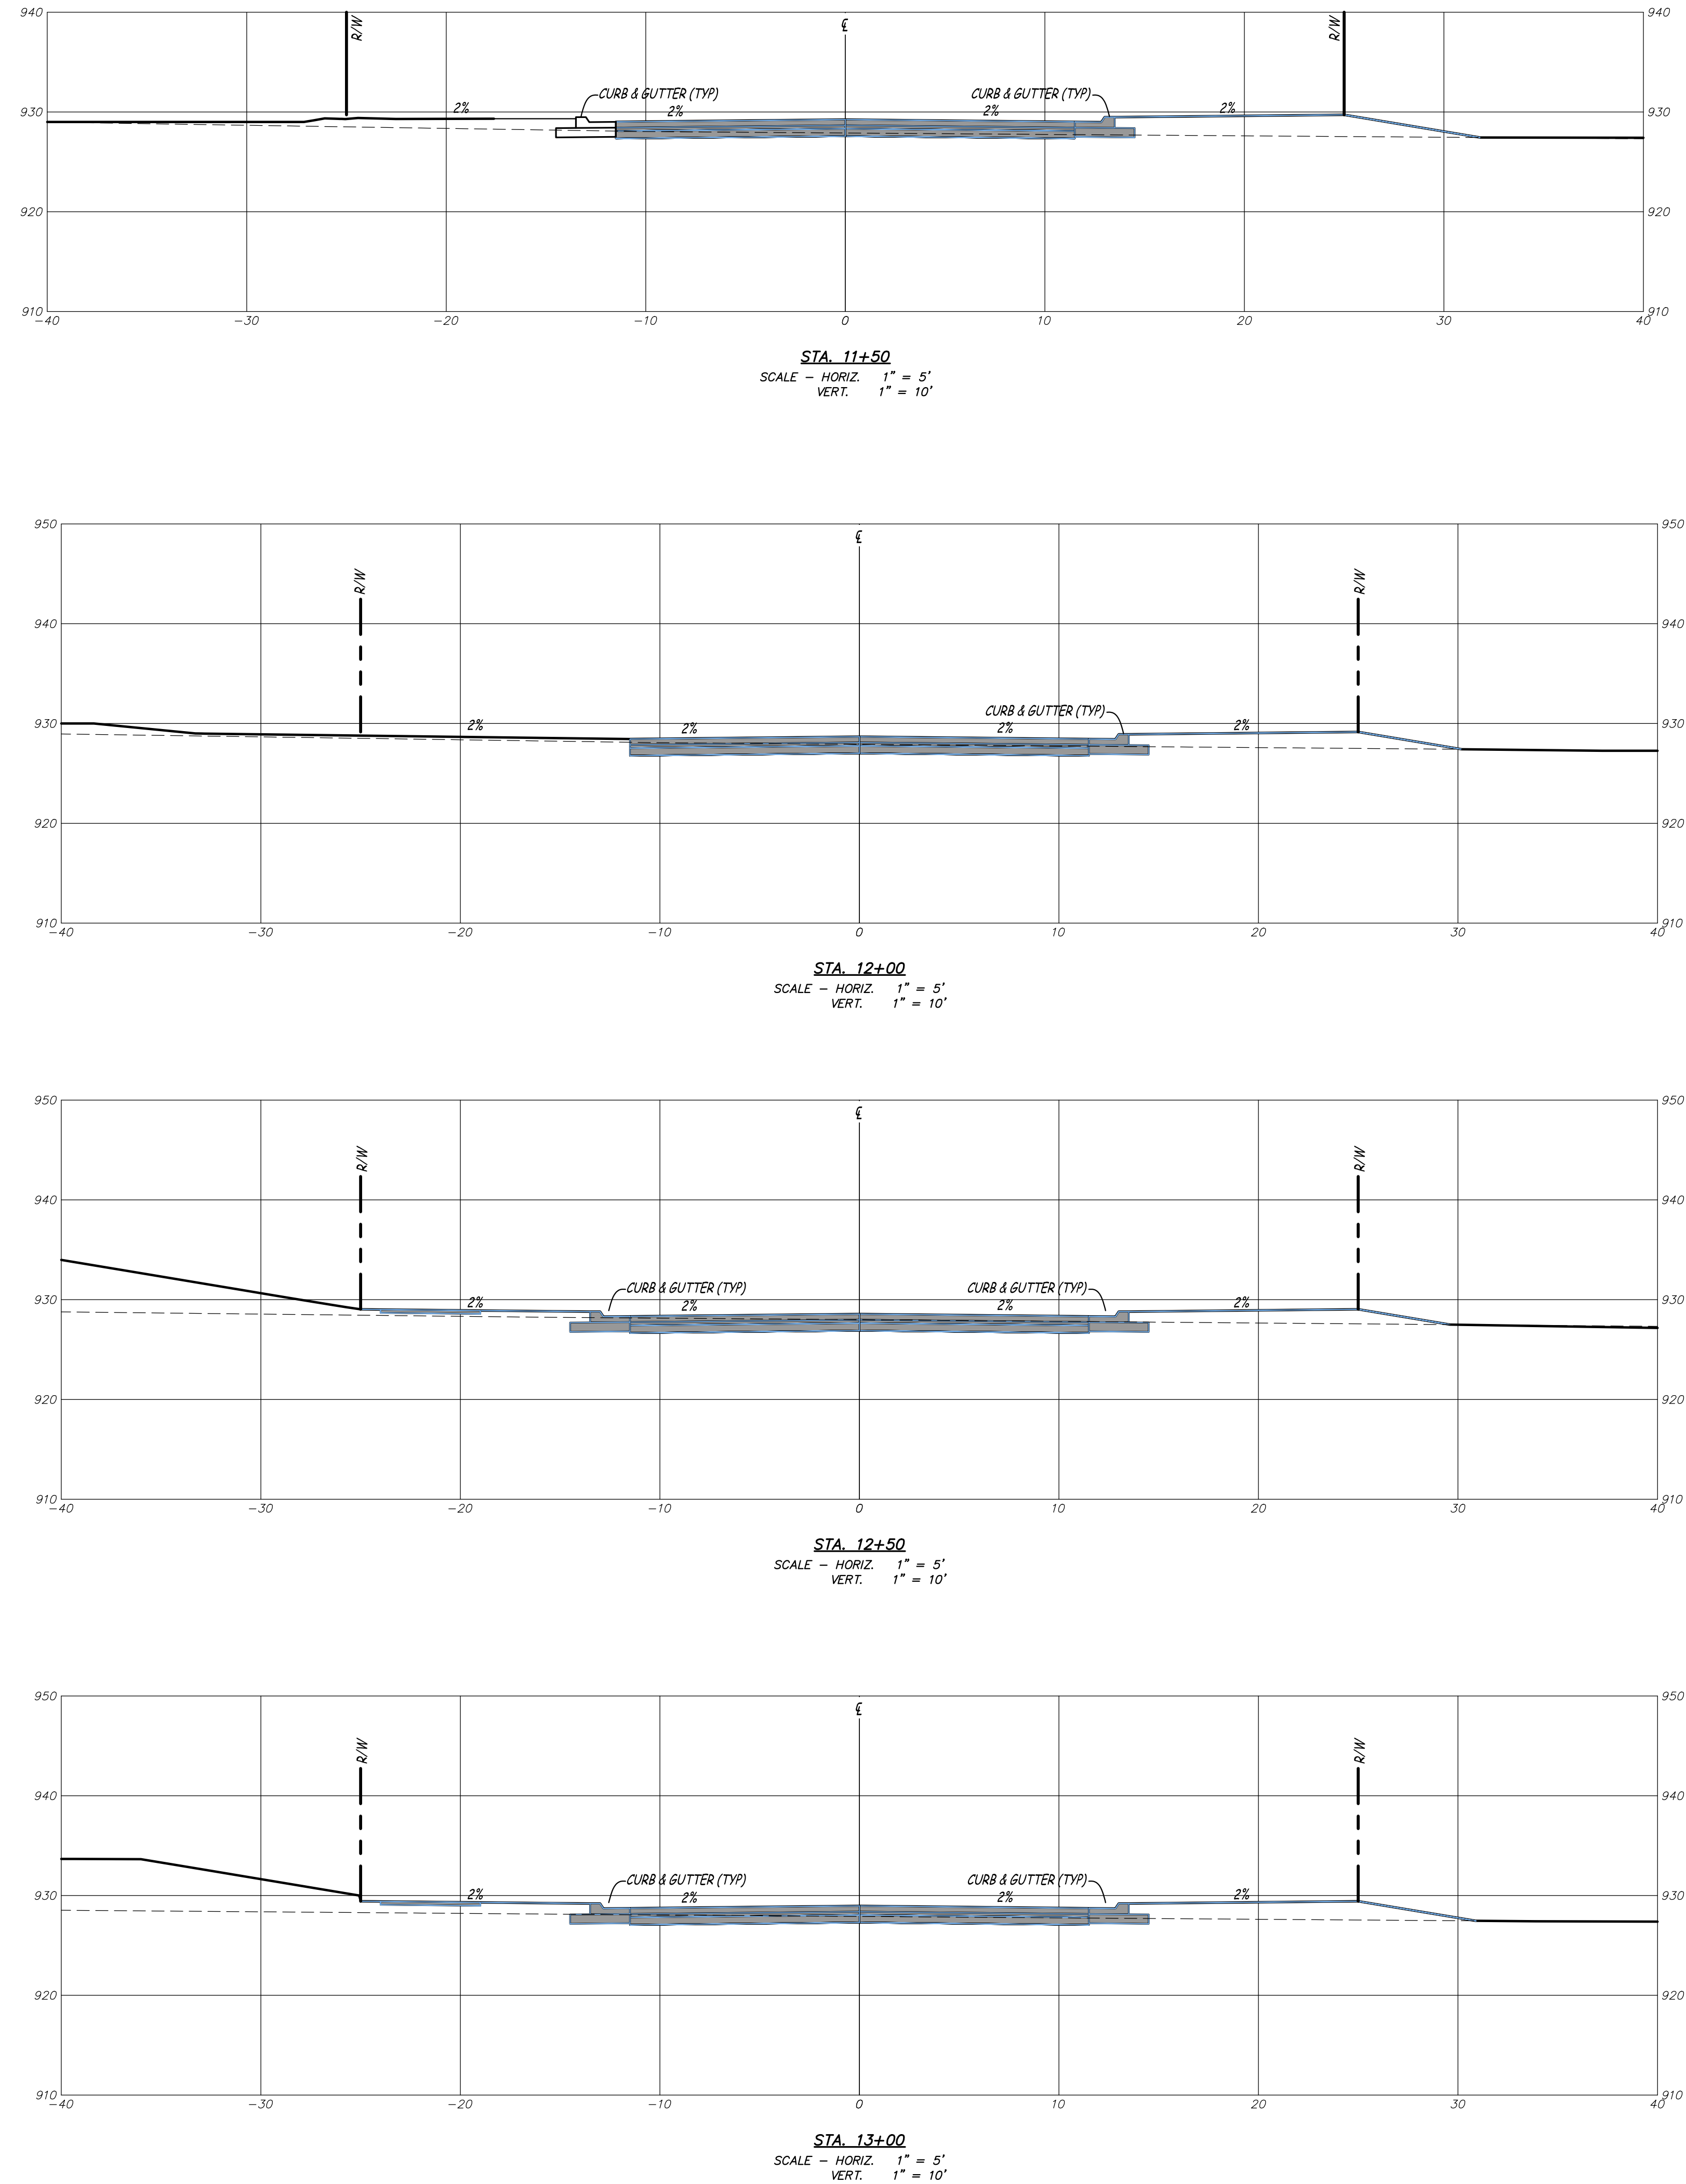 940 R/W ℄ R/W 940
CURB & GUTTER (TYP) CURB & GUTTER (TYP)
930 2% 2% 2% 2% 930
920 920
910 910
-40 -30 -20 -10 0 10 20 30 40
STA. 11+50
SCALE - HORIZ. 1" = 5'
VERT. 1" = 10'
950 ℄ 950
R/W R/W
940 940
CURB & GUTTER (TYP)
930 2% 2% 2% 2% 930
920 920
910 910
-40 -30 -20 -10 0 10 20 30 40
STA. 12+00
SCALE - HORIZ. 1" = 5'
VERT. 1" = 10'
950 ℄ 950
R/W R/W
940 940
CURB & GUTTER (TYP) CURB & GUTTER (TYP)
930 2% 2% 2% 2% 930
920 920
910 910
-40 -30 -20 -10 0 10 20 30 40
STA. 12+50
SCALE - HORIZ. 1" = 5'
VERT. 1" = 10'
950 ℄ 950
R/W R/W
940 940
CURB & GUTTER (TYP) CURB & GUTTER (TYP)
930 2% 2% 2% 2% 930
920 920
910 910
-40 -30 -20 -10 0 10 20 30 40
STA. 13+00
SCALE - HORIZ. 1" = 5'
VERT. 1" = 10'